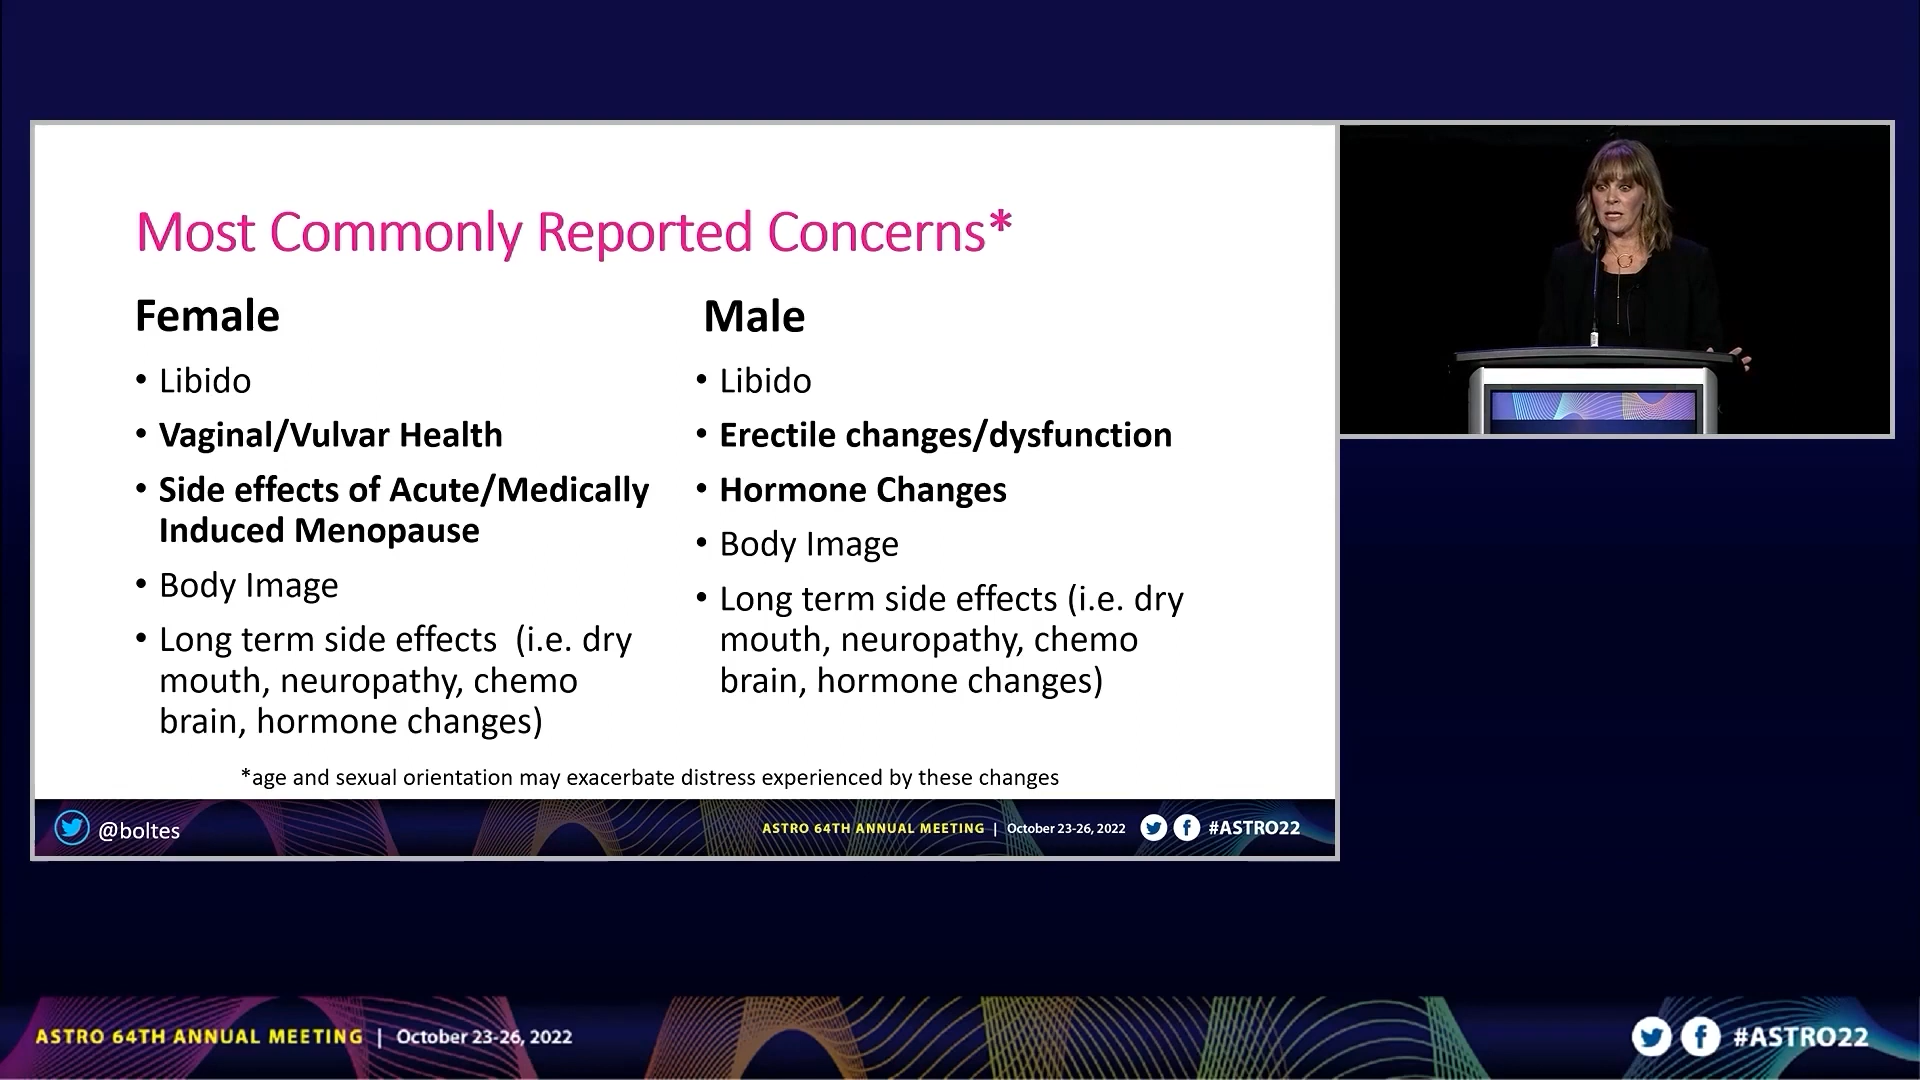 Most Commonly Reported Concerns*
Female
• Libido
• Vaginal/Vulvar Health
• Side effects of Acute/Medically
Induced Menopause
• Body Image
• Long term side effects  (i.e. dry
mouth, neuropathy, chemo
brain, hormone changes)
Male
• Libido
• Erectile changes/dysfunction
• Hormone Changes
• Body Image
• Long term side effects (i.e. dry
mouth, neuropathy, chemo
brain, hormone changes)
*age and sexual orientation may exacerbate distress experienced by these changes
@boltes
ASTRO 64TH ANNUAL MEETING | October 23-26, 2022 #ASTRO22
ASTRO 64TH ANNUAL MEETING | October 23-26, 2022
#ASTRO22